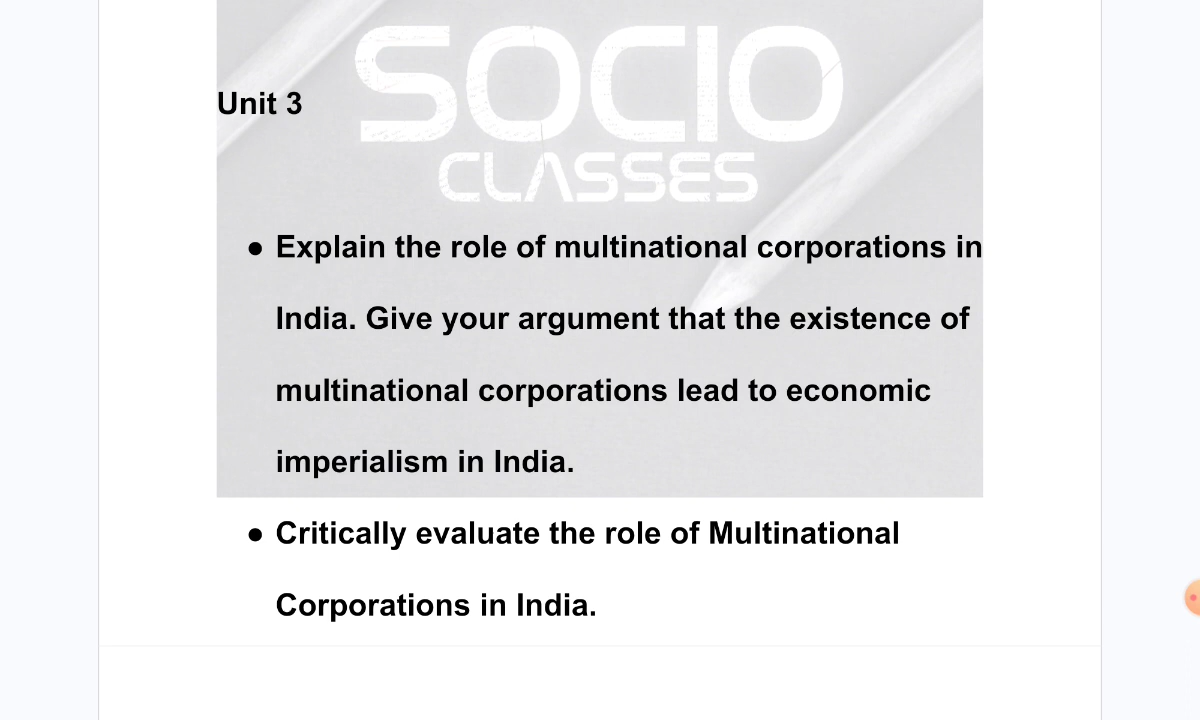 SOCIO
Unit 3
CLASSES
● Explain the role of multinational corporations in
India. Give your argument that the existence of
multinational corporations lead to economic
imperialism in India.
● Critically evaluate the role of Multinational
Corporations in India.